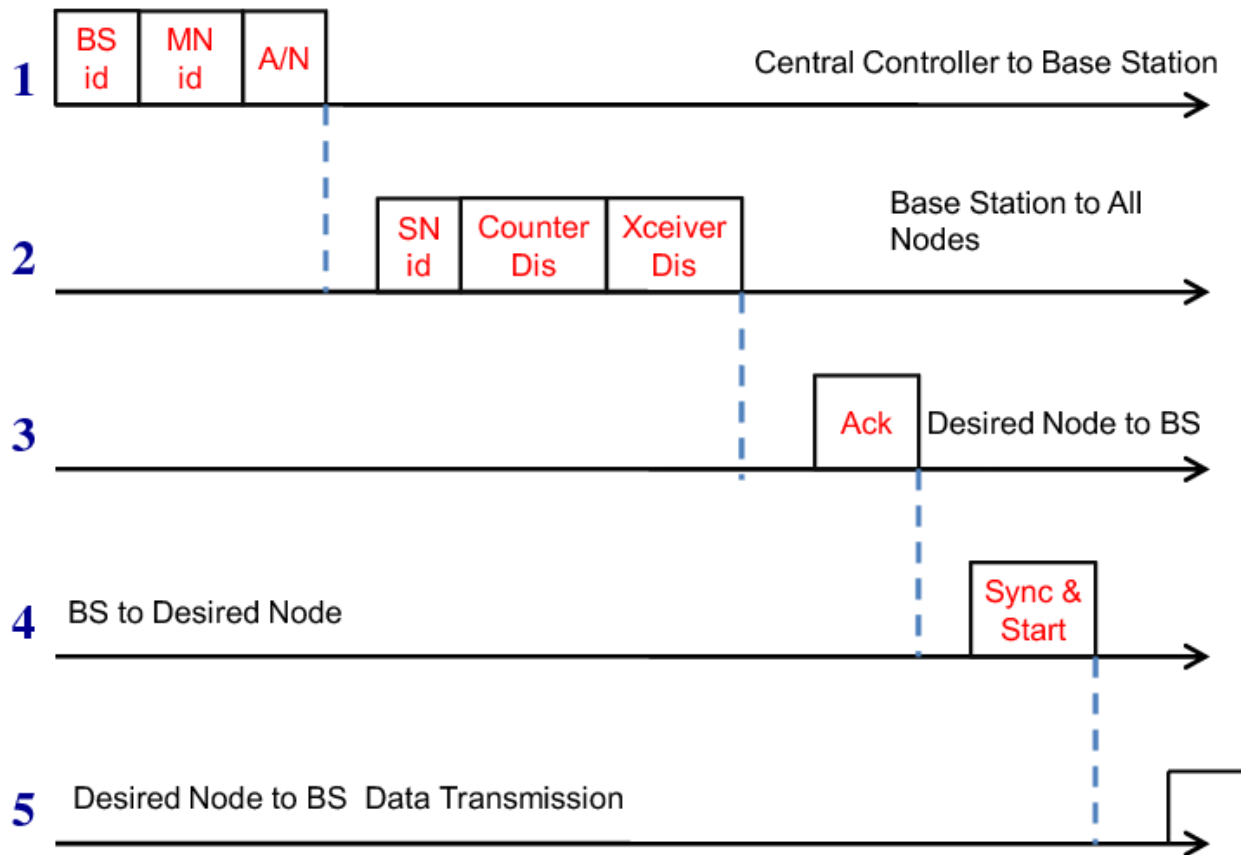 1
BS
id
MN
id
A/N
Central Controller to Base Station
2
SN
id
Counter
Dis
Xceiver
Dis
Base Station to All
Nodes
3
Ack
Desired Node to BS
4
BS to Desired Node
Sync &
Start
5
Desired Node to BS Data Transmission